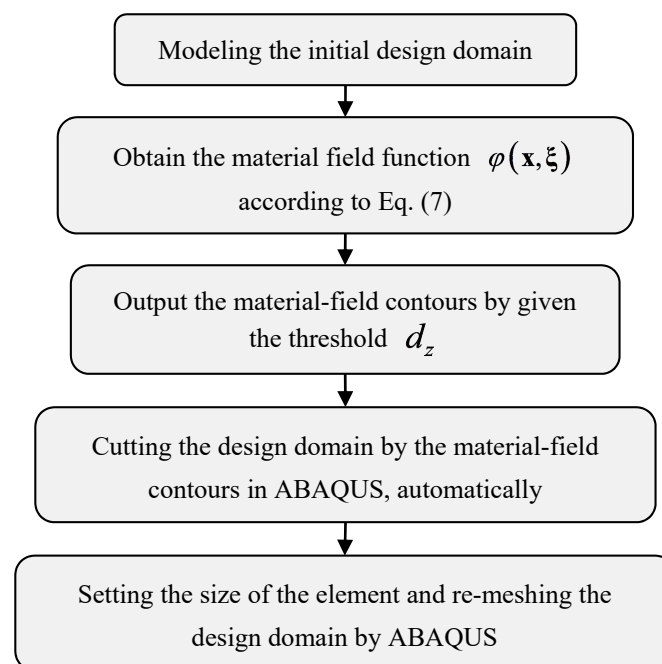 Modeling the initial design domain
Obtain the material field function φ(x,ξ)
according to Eq. (7)
Output the material-field contours by given
the threshold d_z
Cutting the design domain by the material-field
contours in ABAQUS, automatically
Setting the size of the element and re-meshing the
design domain by ABAQUS